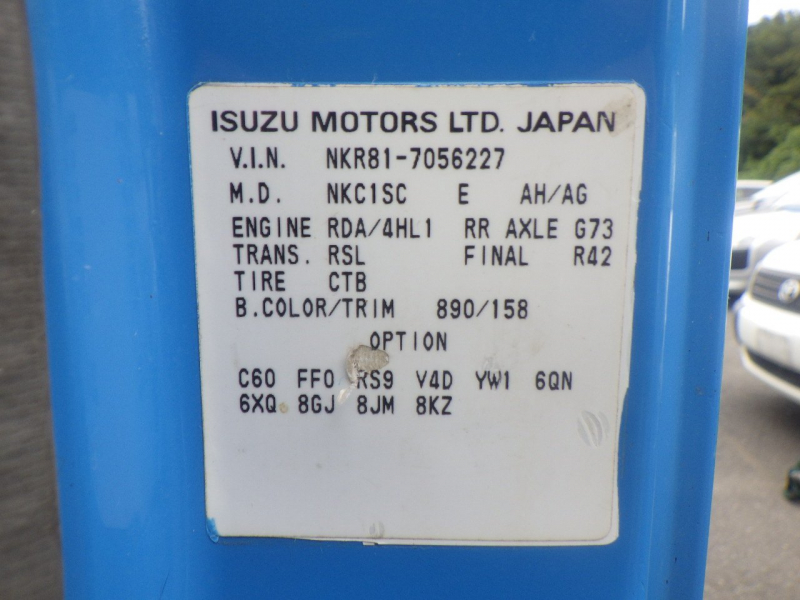 ISUZU MOTORS LTD. JAPAN
V.I.N. NKR81-7056227
M.D. NKC1SC E AH/AG
ENGINE RDA/4HL1 RR AXLE G73
TRANS. RSL FINAL R42
TIRE CTB
B.COLOR/TRIM 890/158
OPTION
C60 FF0 RS9 V4D YW1 6QN
6XQ 8GJ 8JM 8KZ